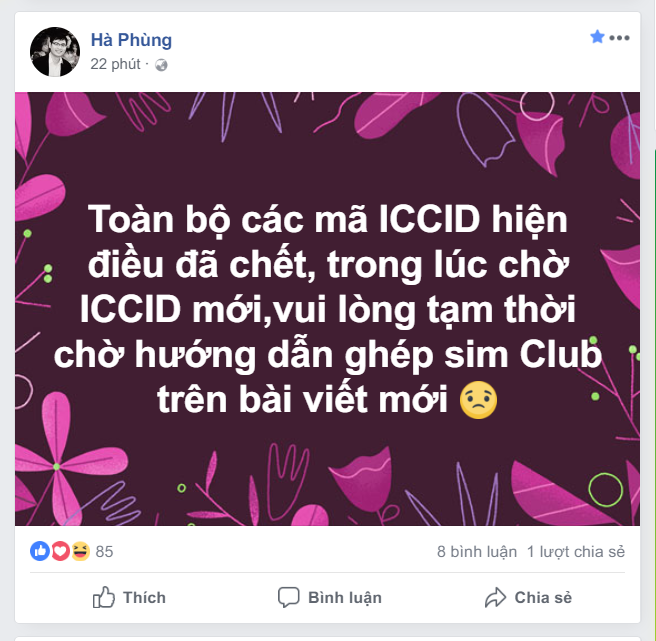 Hà Phùng
22 phút ·
Toàn bộ các mã ICCID hiện
điều đã chết, trong lúc chờ
ICCID mới,vui lòng tạm thời
chờ hướng dẫn ghép sim Club
trên bài viết mới 😟
85
8 bình luận 1 lượt chia sẻ
Thích Bình luận Chia sẻ